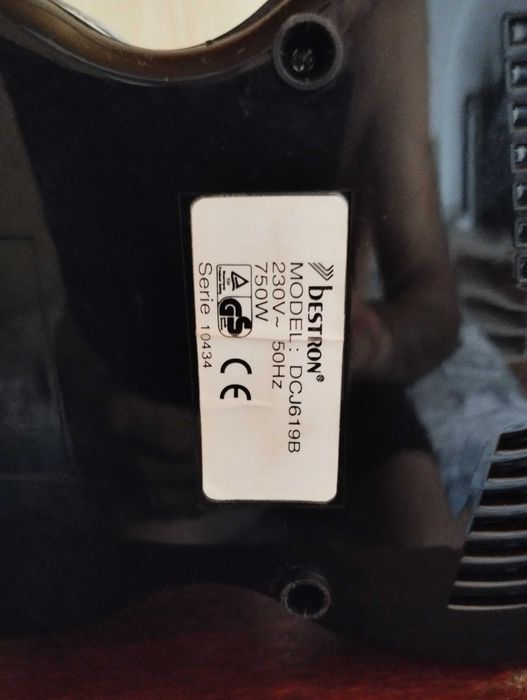 bESTRON®
MODEL: DCJ619B
230V~ 50Hz
750W
GS CE
Serie 10434